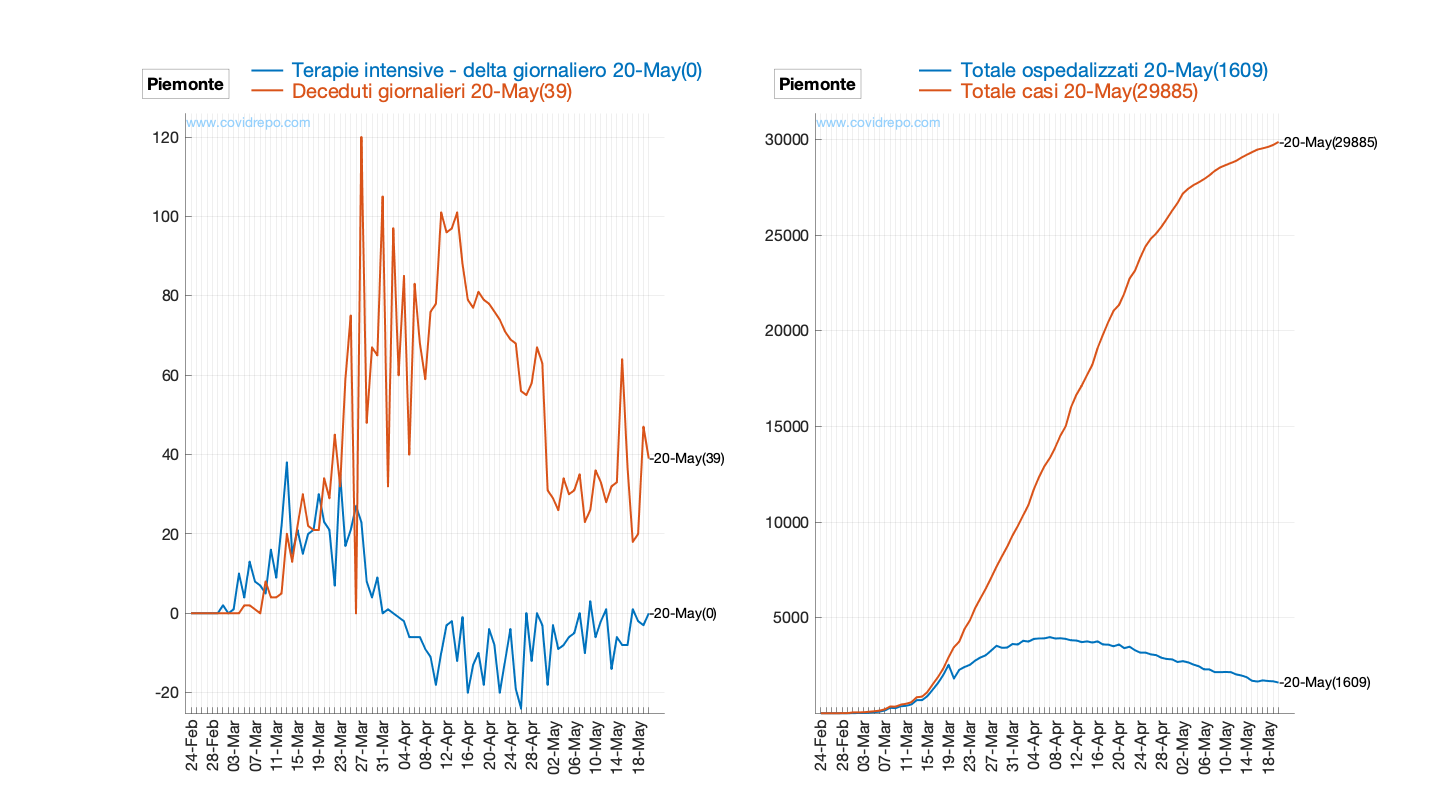 Piemonte
Terapie intensive - delta giornaliero 20-May(0)
Deceduti giornalieri 20-May(39)
www.covidrepo.com
120
100
80
60
40
20
0
-20
-20-May(39)
-20-May(0)
24-Feb
28-Feb
03-Mar
07-Mar
11-Mar
15-Mar
19-Mar
23-Mar
27-Mar
31-Mar
04-Apr
08-Apr
12-Apr
16-Apr
20-Apr
24-Apr
28-Apr
02-May
06-May
10-May
14-May
18-May
Piemonte
Totale ospedalizzati 20-May(1609)
Totale casi 20-May(29885)
www.covidrepo.com
30000
25000
20000
15000
10000
5000
-20-May(29885)
-20-May(1609)
24-Feb
28-Feb
03-Mar
07-Mar
11-Mar
15-Mar
19-Mar
23-Mar
27-Mar
31-Mar
04-Apr
08-Apr
12-Apr
16-Apr
20-Apr
24-Apr
28-Apr
02-May
06-May
10-May
14-May
18-May